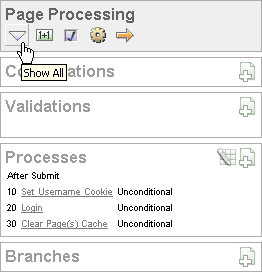 Page Processing
1+1
Show All
Co ations
Validations
Processes
After Submit
10 Set Username Cookie Unconditional
20 Login Unconditional
30 Clear Page(s) Cache Unconditional
Branches